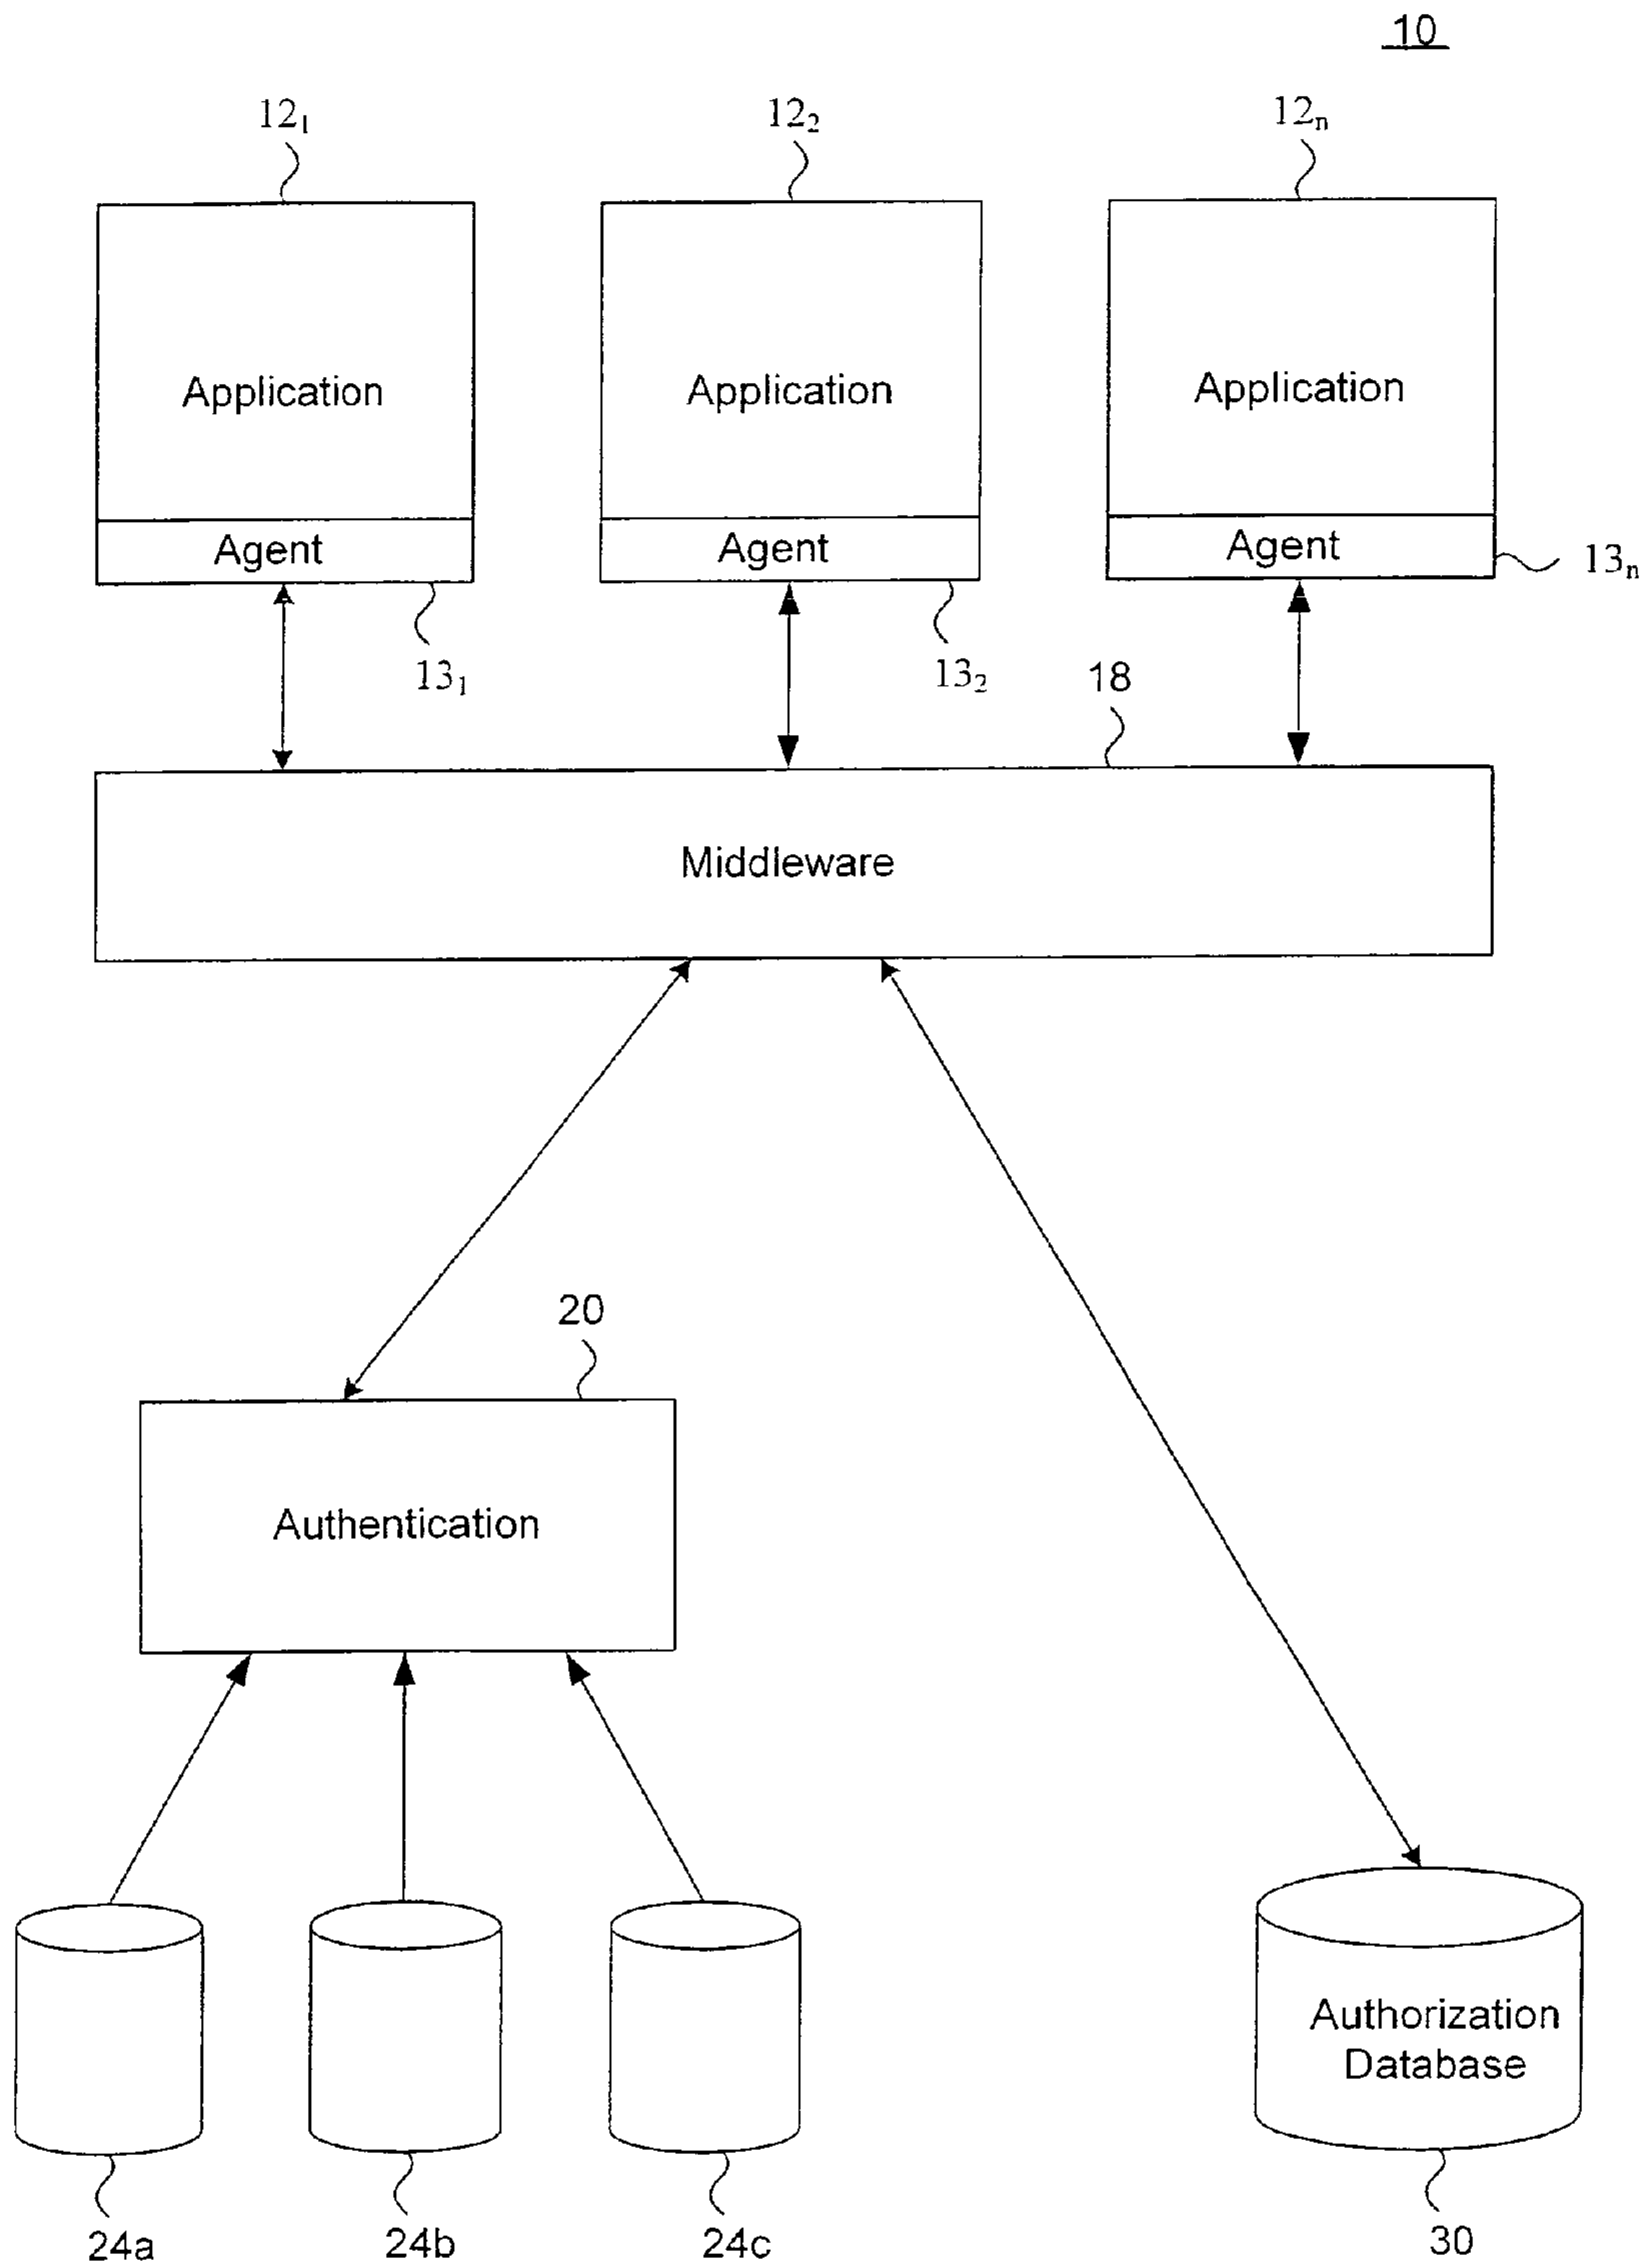 10
12₁ 12₂ 12ₙ
Application Application Application
Agent Agent Agent
13ₙ
13₁ 13₂ 18
Middleware
20
Authentication
Authorization
Database
24a 24b 24c 30